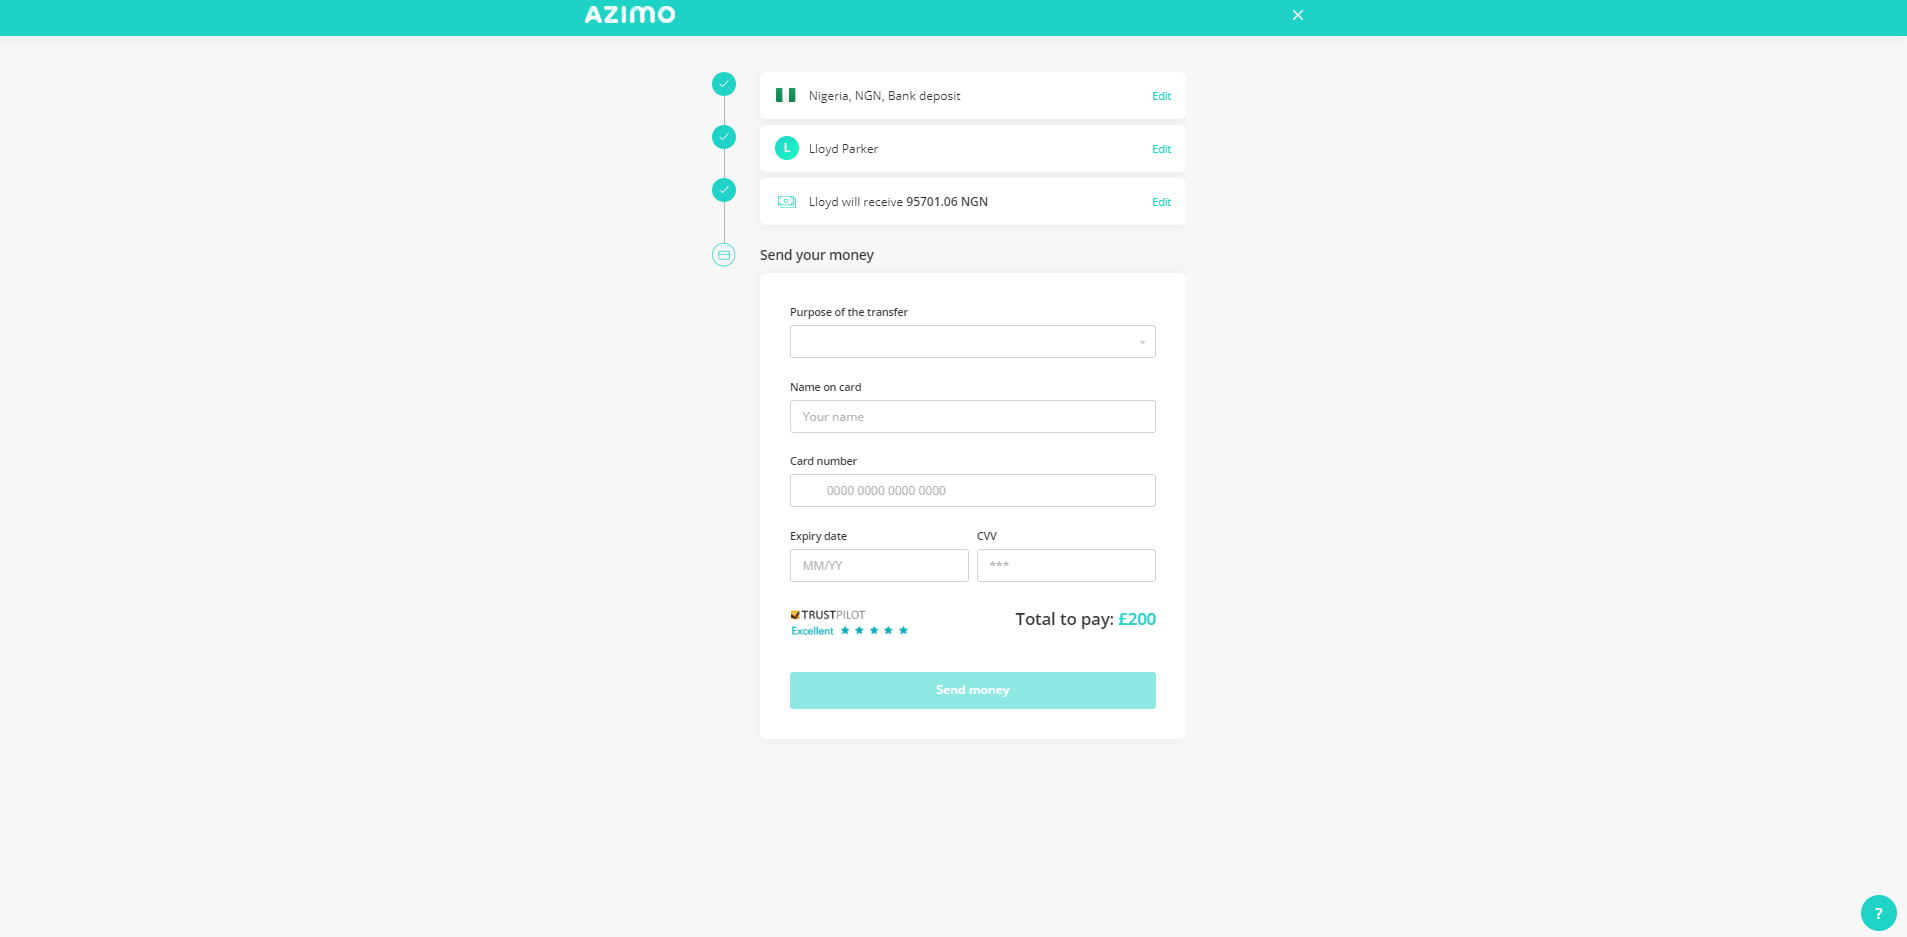 AZIMO
Nigeria, NGN, Bank deposit
Edit
L
Lloyd Parker
Edit
Lloyd will receive 95701.06 NGN
Edit
Send your money
Purpose of the transfer
Name on card
Your name
Card number
0000 0000 0000 0000
Expiry date
CVV
MM/YY
***
TRUSTPILOT
Excellent
Total to pay: £200
Send money
?